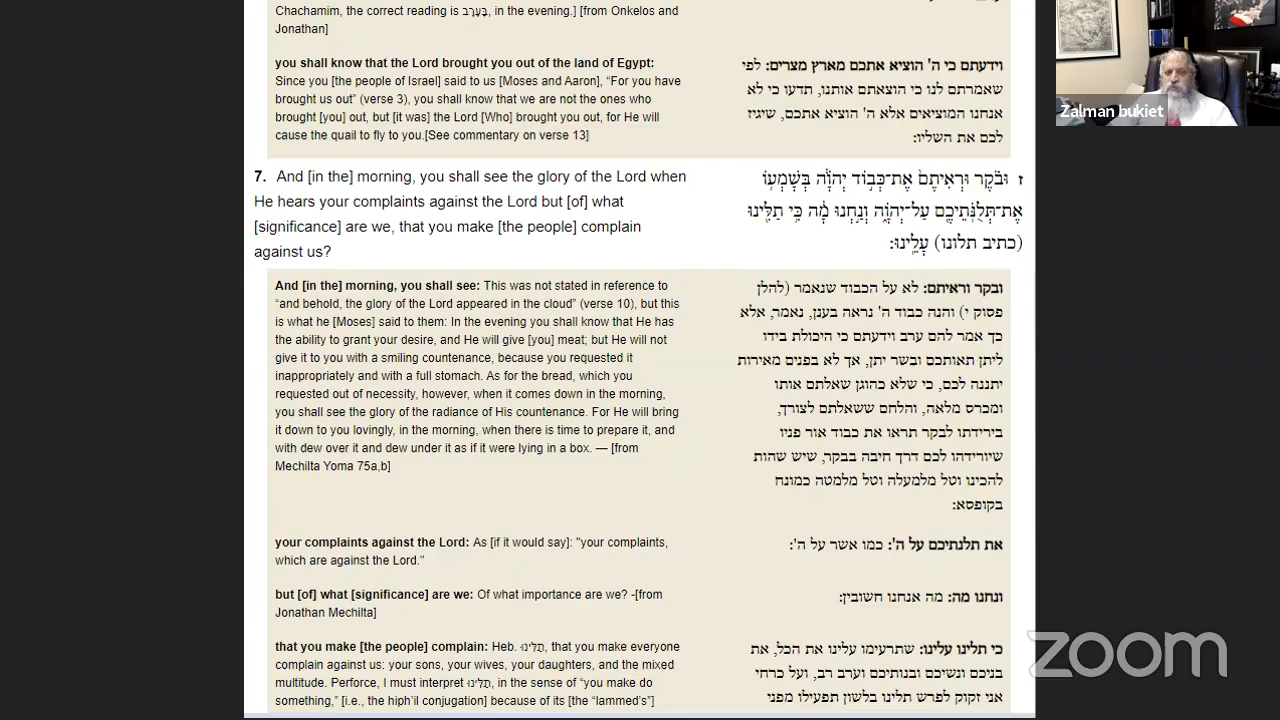 Chachamim, the correct reading is בָּעֶרֶב, in the evening.] [from Onkelos and
Jonathan]
you shall know that the Lord brought you out of the land of Egypt:
Since you [the people of Israel] said to us [Moses and Aaron], “For you have
brought us out” (verse 3), you shall know that we are not the ones who
brought [you] out, but [it was] the Lord [Who] brought you out, for He will
cause the quail to fly to you.[See commentary on verse 13]
וידעתם כי ה' הוציא אתכם מארץ מצרים: לפי
שאמרתם לנו כי הוצאתם אותנו, תדעו כי לא
אנחנו המוציאים אלא ה' הוציא אתכם, שיגיז
לכם את השליו:
7. And [in the] morning, you shall see the glory of the Lord when
He hears your complaints against the Lord but [of] what
[significance] are we, that you make [the people] complain
against us?
ז וּבֹ֗קֶר וּרְאִיתֶם֙ אֶת־כְּב֣וֹד יְהֹוָ֔ה בְּשָׁמְע֥וֹ
אֶת־תְּלֻנֹּֽתֵיכֶ֖ם עַל־יְהֹוָ֑ה וְנַ֣חְנוּ מָ֔ה כִּ֥י תַלִּ֖ינוּ
(כתיב תלונו) עָלֵֽינוּ:
And [in the] morning, you shall see: This was not stated in reference to
“and behold, the glory of the Lord appeared in the cloud” (verse 10), but this
is what he [Moses] said to them: In the evening you shall know that He has
the ability to grant your desire, and He will give [you] meat; but He will not
give it to you with a smiling countenance, because you requested it
inappropriately and with a full stomach. As for the bread, which you
requested out of necessity, however, when it comes down in the morning,
you shall see the glory of the radiance of His countenance. For He will bring
it down to you lovingly, in the morning, when there is time to prepare it, and
with dew over it and dew under it as if it were lying in a box. — [from
Mechilta Yoma 75a,b]
ובקר וראיתם: לא על הכבוד שנאמר (להלן
פסוק י) והנה כבוד ה' נראה בענן, נאמר, אלא
כך אמר להם ערב וידעתם כי היכולת בידו
ליתן תאותכם ובשר יתן, אך לא בפנים מאירות
יתננה לכם, כי שלא כהוגן שאלתם אותו
ומכרס מלאה, והלחם ששאלתם לצורך,
בירידתו לבקר תראו את כבוד אור פניו
שיורידהו לכם דרך חיבה בבקר, שיש שהות
להכינו וטל מלמעלה וטל מלמטה כמונח
בקופסא:
your complaints against the Lord: As [if it would say]: "your complaints,
which are against the Lord."
את תלנתיכם על ה': כמו אשר על ה':
but [of] what [significance] are we: Of what importance are we? -[from
Jonathan Mechilta]
ונחנו מה: מה אנחנו חשובין:
that you make [the people] complain: Heb. תַלִּינוּ, that you make everyone
complain against us: your sons, your wives, your daughters, and the mixed
multitude. Perforce, I must interpret תַלִּינוּ, in the sense of “you make do
something,” [i.e., the hiph’il conjugation] because of its [the “lammed’s”]
כי תלינו עלינו: שתרעימו עלינו את הכל, את
בניכם ונשיכם ובנותיכם וערב רב, ועל כרחי
אני זקוק לפרש תלינו בלשון תפעילו מפני
Zalman bukiet
zoom